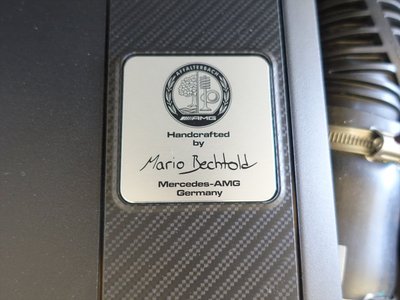 AFFALTERBACH
AMG
Handcrafted
by
Mario Bechtold
Mercedes-AMG
Germany